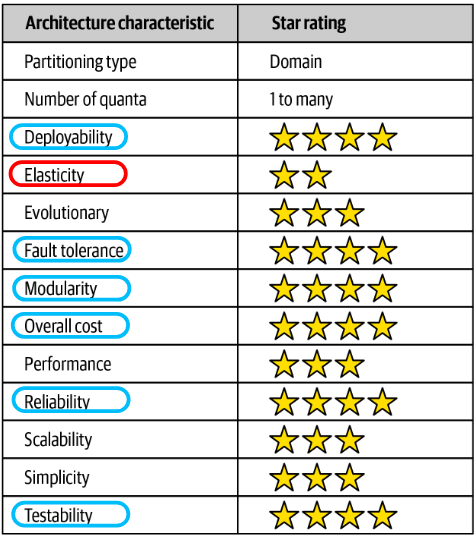 Architecture characteristic Star rating
Partitioning type Domain
Number of quanta 1 to many
Deployability
Elasticity
Evolutionary
Fault tolerance
Modularity
Overall cost
Performance
Reliability
Scalability
Simplicity
Testability